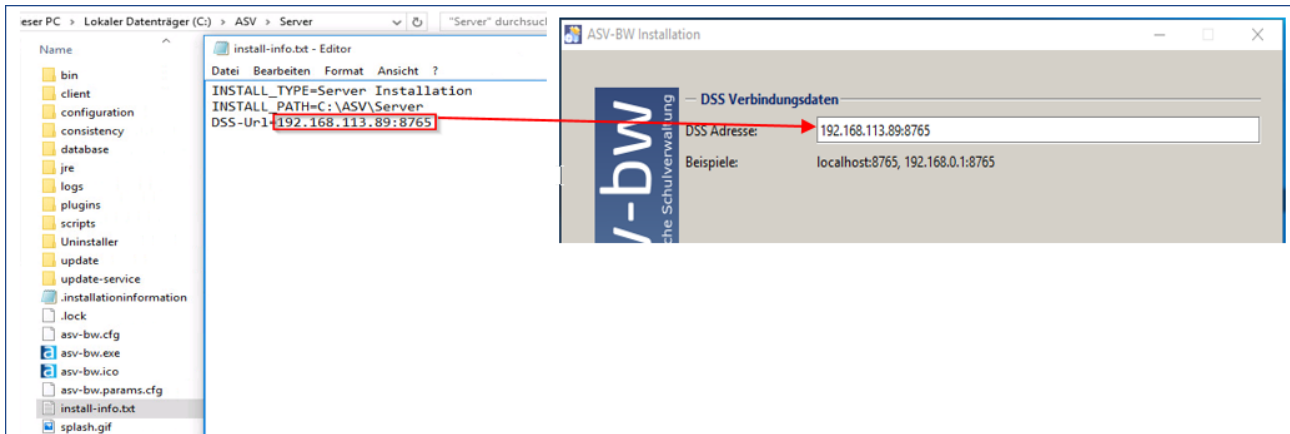 eser PC > Lokaler Datenträger (C:) > ASV > Server
"Server" durchsucl
Name
bin
client
configuration
consistency
database
jre
logs
plugins
scripts
Uninstaller
update
update-service
.installationinformation
.lock
asv-bw.cfg
asv-bw.exe
asv-bw.ico
asv-bw.params.cfg
install-info.txt
splash.gif
install-info.txt - Editor
Datei Bearbeiten Format Ansicht ?
INSTALL_TYPE=Server Installation
INSTALL_PATH=C:\ASV\Server
DSS-Url=192.168.113.89:8765
ASV-BW Installation
DSS Verbindungsdaten
DSS Adresse: 192.168.113.89:8765
Beispiele: localhost:8765, 192.168.0.1:8765
v-bw
che Schulverwaltung